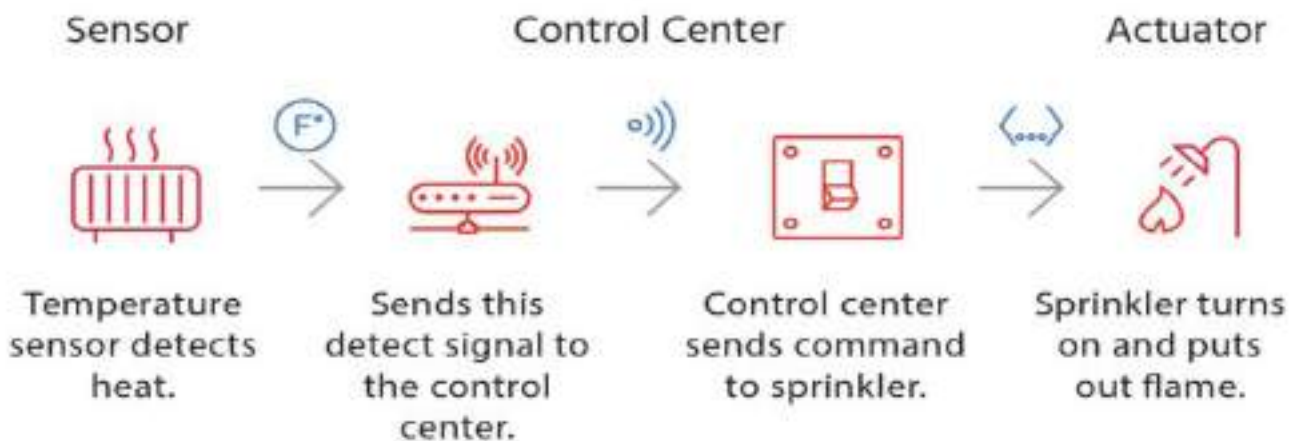 Sensor
Control Center
Actuator
F°
Temperature
sensor detects
heat.
Sends this
detect signal to
the control
center.
Control center
sends command
to sprinkler.
Sprinkler turns
on and puts
out flame.